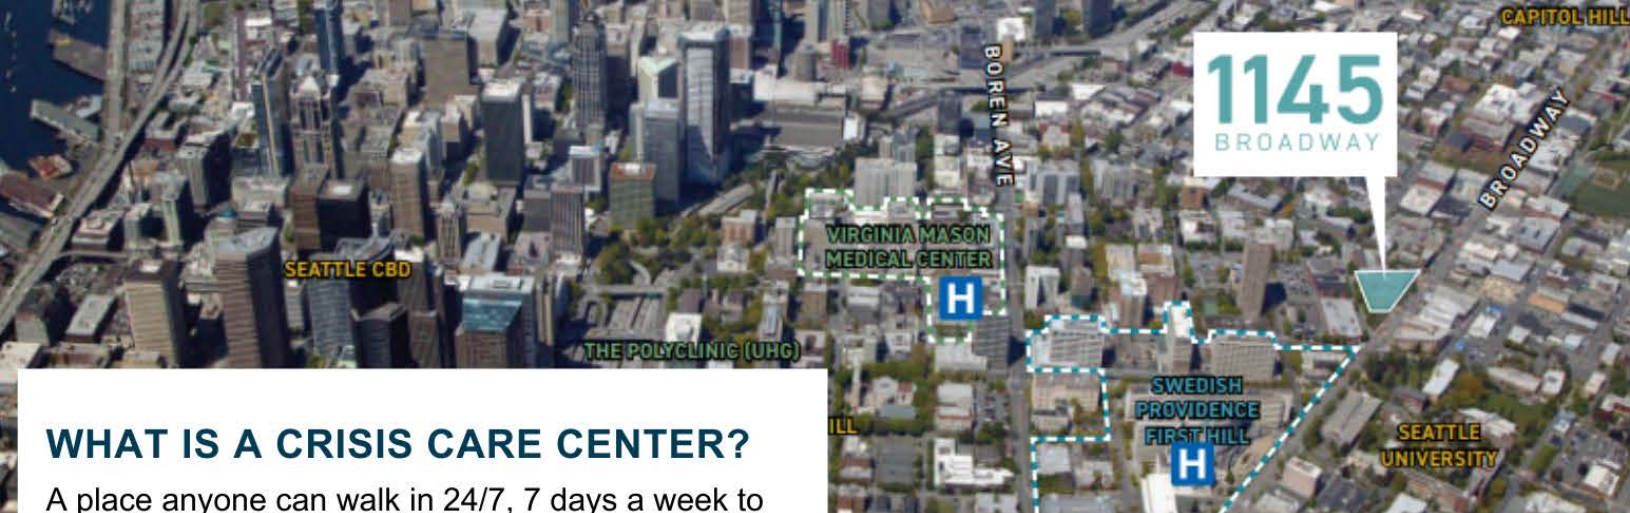 CAPITOL HILL
1145
BROADWAY
BOREN AVE
BROADWAY
VIRGINIA MASON
MEDICAL CENTER
H
SEATTLE CBD
THE POLYCLINIC (UHG)
SWEDISH
PROVIDENCE
FIRST HILL
H
ILL
SEATTLE
UNIVERSITY
WHAT IS A CRISIS CARE CENTER?
A place anyone can walk in 24/7, 7 days a week to